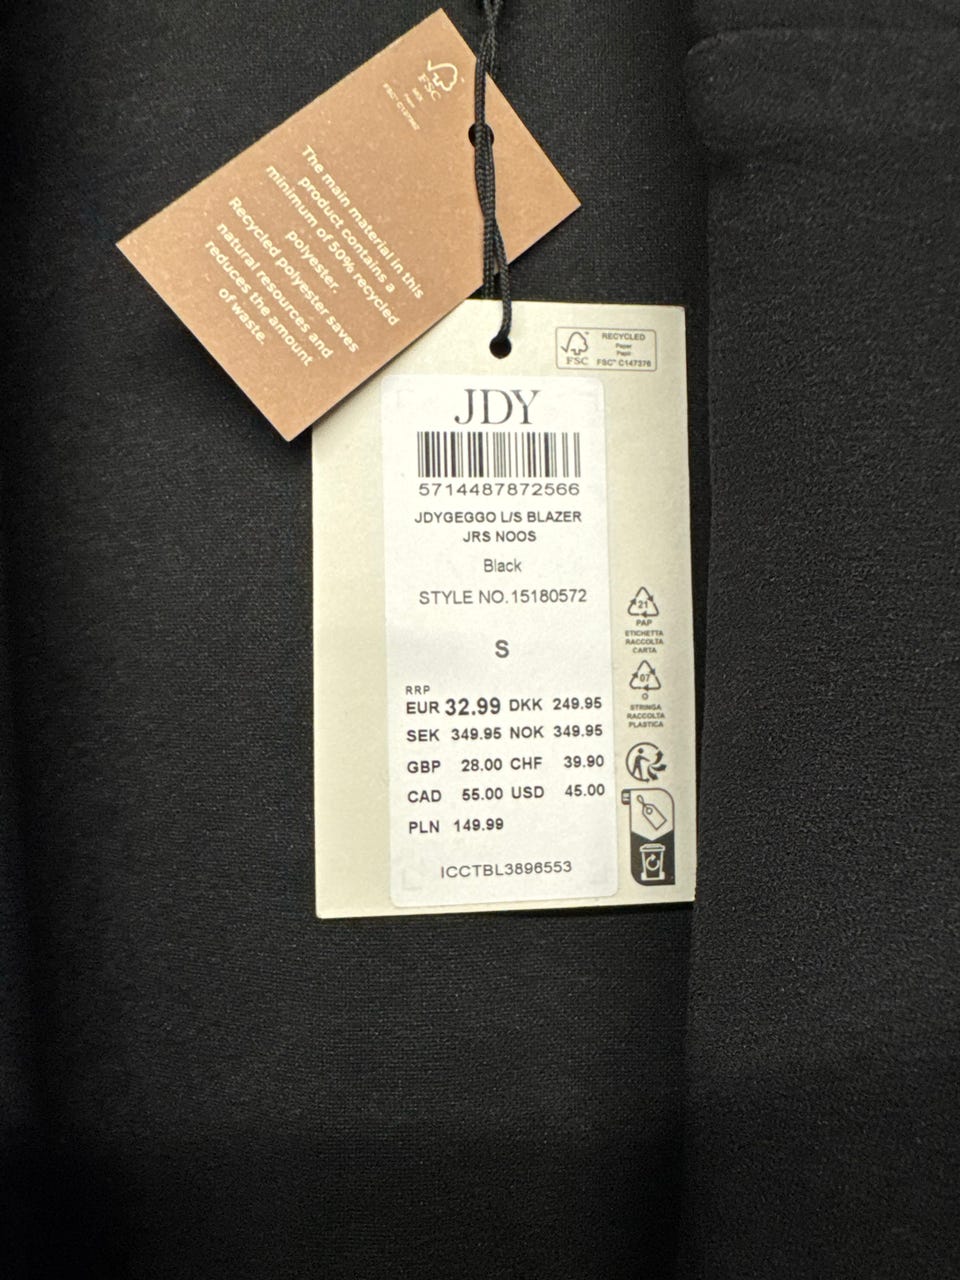 FSC
MIX
Paper
The main material in this
product contains a
minimum of 50% recycled
polyester.
Recycled polyester saves
natural resources and
reduces the amount
of waste.
FSC
RECYCLED
Paper
Papir
FSC™ C147376
JDY
5714487872566
JDYGEGGO L/S BLAZER
JRS NOOS
Black
STYLE NO.15180572
S
RRP
EUR 32.99 DKK 249.95
SEK 349.95 NOK 349.95
GBP 28.00 CHF 39.90
CAD 55.00 USD 45.00
PLN 149.99
ICCTBL3896553
21
PAP
ETICHETTA
RACCOLTA
CARTA
07
O
STRINGA
RACCOLTA
PLASTICA